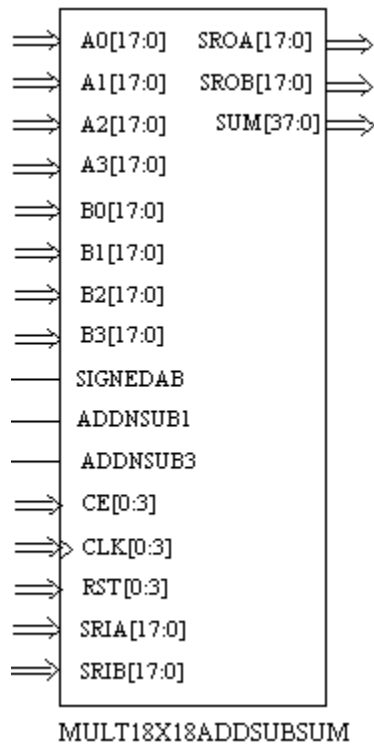 A0[17:0] SROA[17:0]
A1[17:0] SROB[17:0]
A2[17:0] SUM[37:0]
A3[17:0]
B0[17:0]
B1[17:0]
B2[17:0]
B3[17:0]
SIGNEDAB
ADDNSUB1
ADDNSUB3
CE[0:3]
CLK[0:3]
RST[0:3]
SRIA[17:0]
SRIB[17:0]
MULT18X18ADDSUBSUM